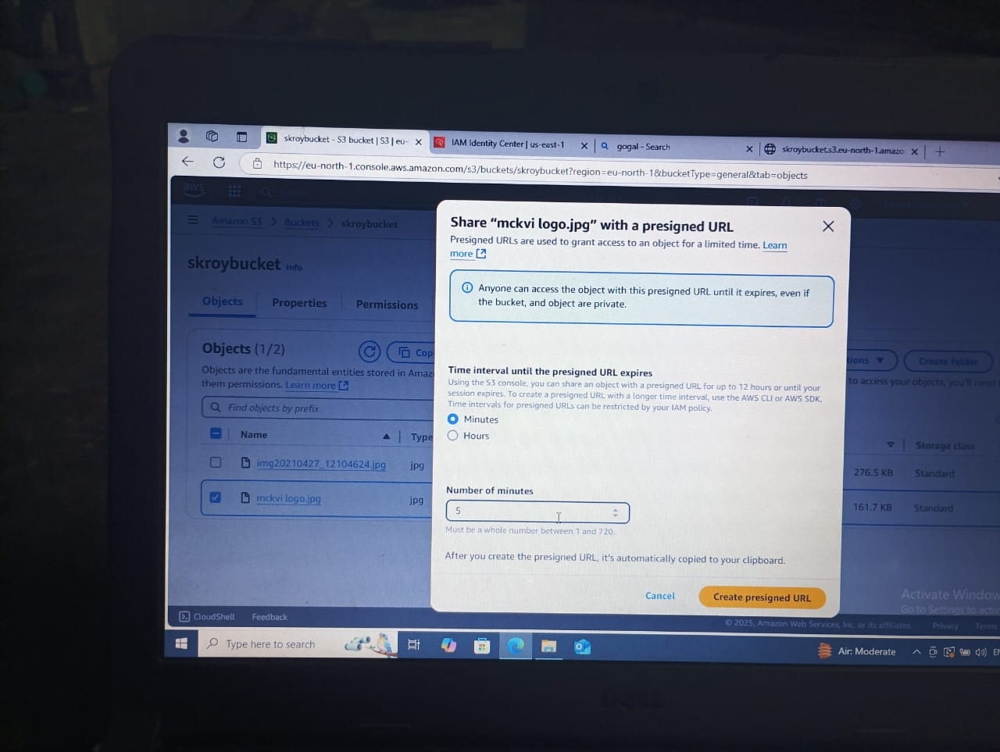 skroybucket - S3 bucket | S3 | eu-
IAM Identity Center | us-east-1
gogal - Search
skroybucket.s3.eu-north-1.amazo
https://eu-north-1.console.aws.amazon.com/s3/buckets/skroybucket?region=eu-north-1&bucketType=general&tab=objects
aws
Amazon S3 > Buckets > skroybucket
skroybucket Info
Objects
Properties
Permissions
Objects (1/2)
Cop
tions
Create folder
Objects are the fundamental entities stored in Amaz
to access your objects, you'll need
them permissions. Learn more
Find objects by prefix
Name
Type
Storage class
img20210427_12104624.jpg
jpg
276.5 KB
Standard
mckvi logo.jpg
jpg
161.7 KB
Standard
Share “mckvi logo.jpg” with a presigned URL
Presigned URLs are used to grant access to an object for a limited time. Learn
more
Anyone can access the object with this presigned URL until it expires, even if
the bucket, and object are private.
Time interval until the presigned URL expires
Using the S3 console, you can share an object with a presigned URL for up to 12 hours or until your
session expires. To create a presigned URL with a longer time interval, use the AWS CLI or AWS SDK.
Time intervals for presigned URLs can be restricted by your IAM policy.
Minutes
Hours
Number of minutes
5
Must be a whole number between 1 and 720.
After you create the presigned URL, it's automatically copied to your clipboard.
Cancel
Create presigned URL
Activate Window
Go to Settings to acti
CloudShell
Feedback
© 2025, Amazon Web Services, Inc. or its affiliates.
Privacy
Terms
Type here to search
Air: Moderate
EN
DELL